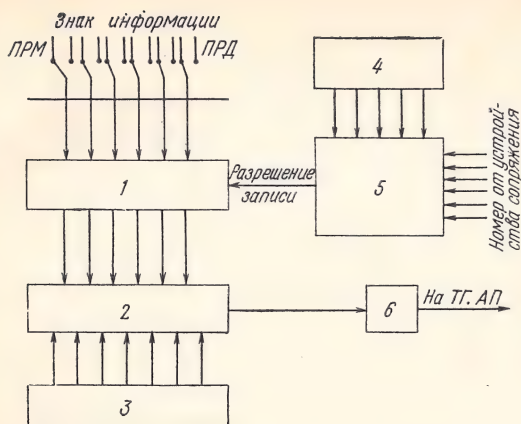 Знак информации
ПРМ
ПРД
4
1
Разрешение
записи
5
Номер от устрой-
ства сопряжения
2
6
На ТГ. АП
3